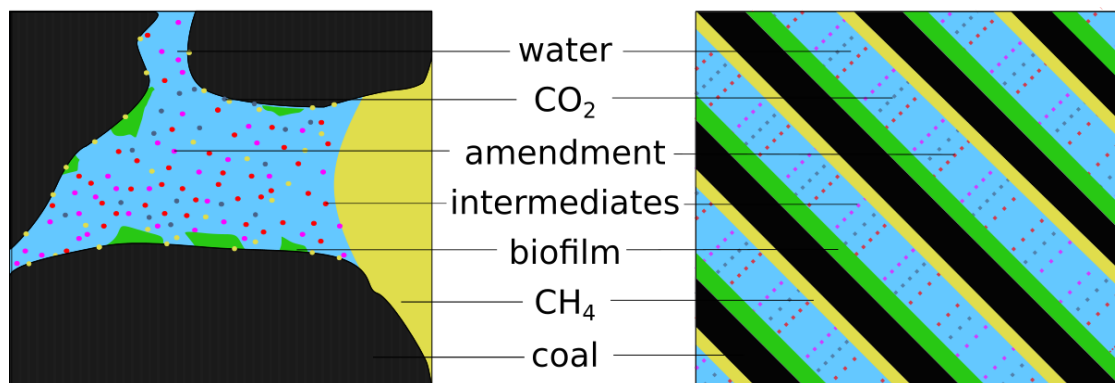 water
CO₂
amendment
intermediates
biofilm
CH₄
coal